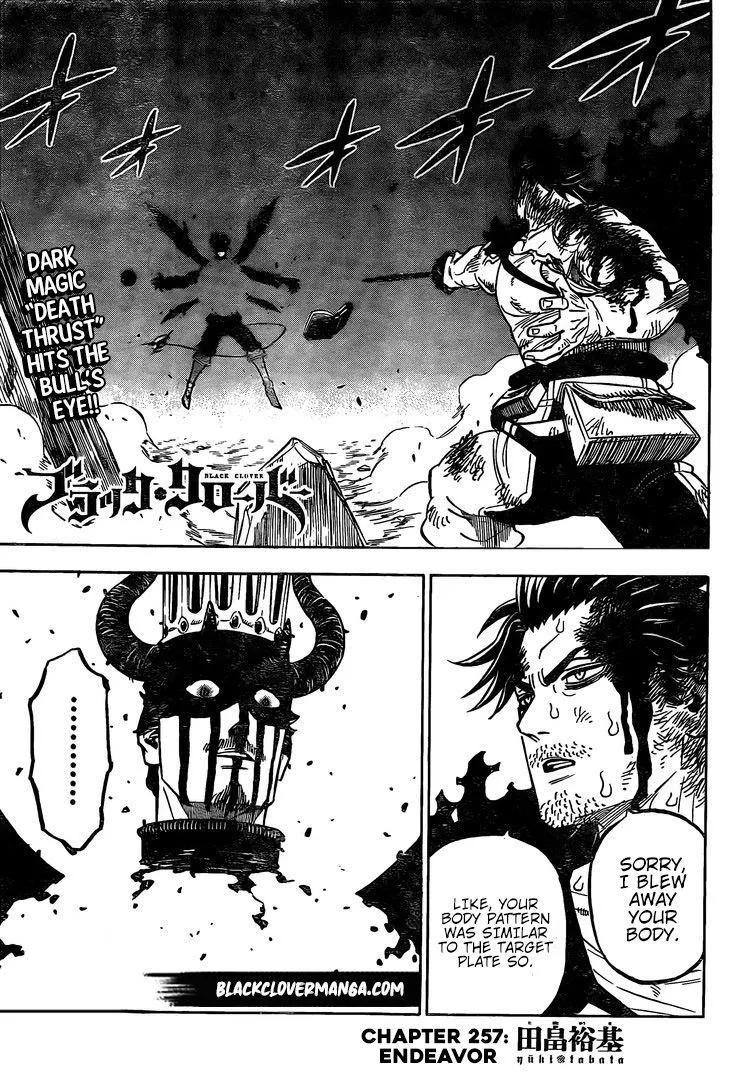 DARK
MAGIC
"DEATH
THRUST"
HITS THE
BULL'S
EYE!!
BLACK CLOVER
ブラック・クローバー
SORRY,
I BLEW
AWAY
YOUR
BODY.
LIKE, YOUR
BODY PATTERN
WAS SIMILAR
TO THE TARGET
PLATE SO.
..........
BLACKCLOVERMANGA.COM
CHAPTER 257:
ENDEAVOR
田畠裕基
yūki tabata